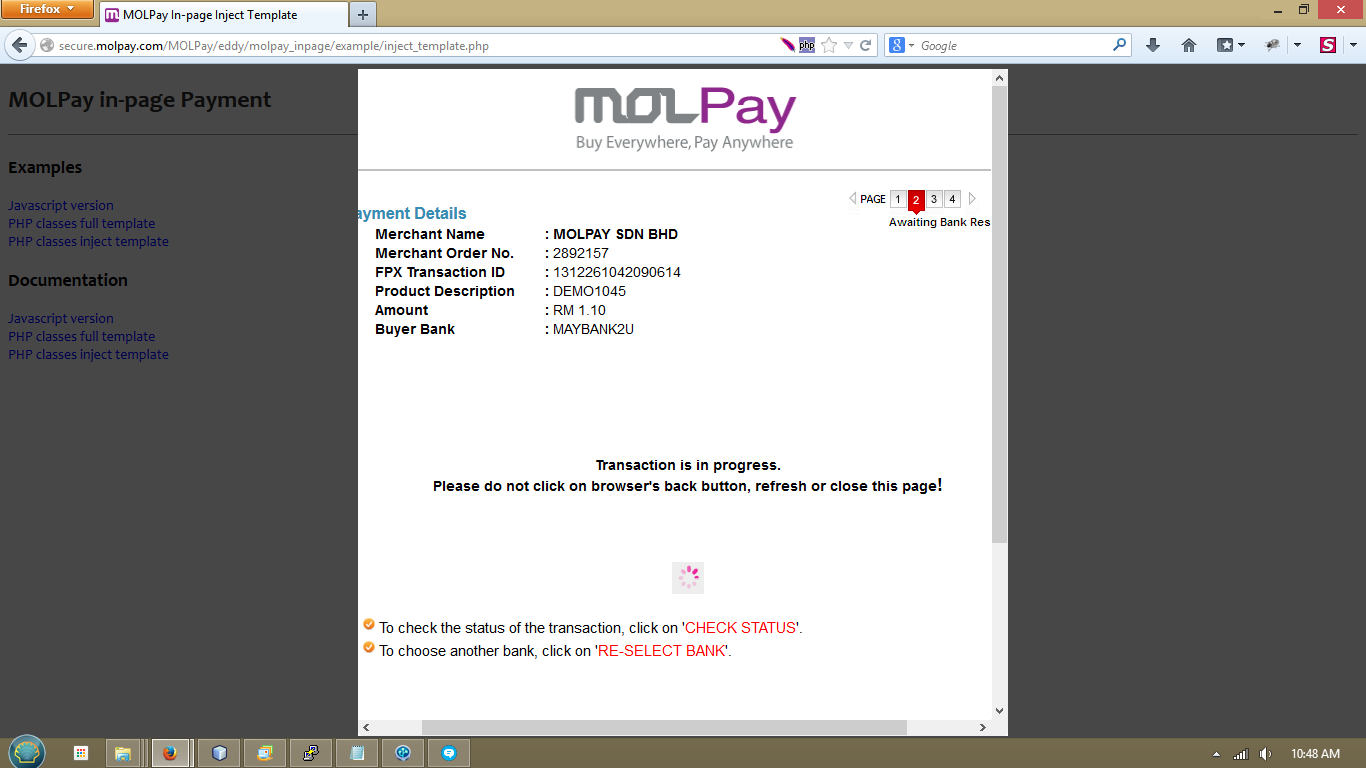 Firefox
MOLPay In-page Inject Template
secure.molpay.com/MOLPay/eddy/molpay_inpage/example/inject_template.php
php
Google
MOLPay in-page Payment
Examples
Javascript version
PHP classes full template
PHP classes inject template
Documentation
Javascript version
PHP classes full template
PHP classes inject template
MOLPay
Buy Everywhere, Pay Anywhere
PAGE 1 2 3 4
Awaiting Bank Res
ayment Details
Merchant Name : MOLPAY SDN BHD
Merchant Order No. : 2892157
FPX Transaction ID : 1312261042090614
Product Description : DEMO1045
Amount : RM 1.10
Buyer Bank : MAYBANK2U
Transaction is in progress.
Please do not click on browser's back button, refresh or close this page!
To check the status of the transaction, click on 'CHECK STATUS'.
To choose another bank, click on 'RE-SELECT BANK'.
10:48 AM